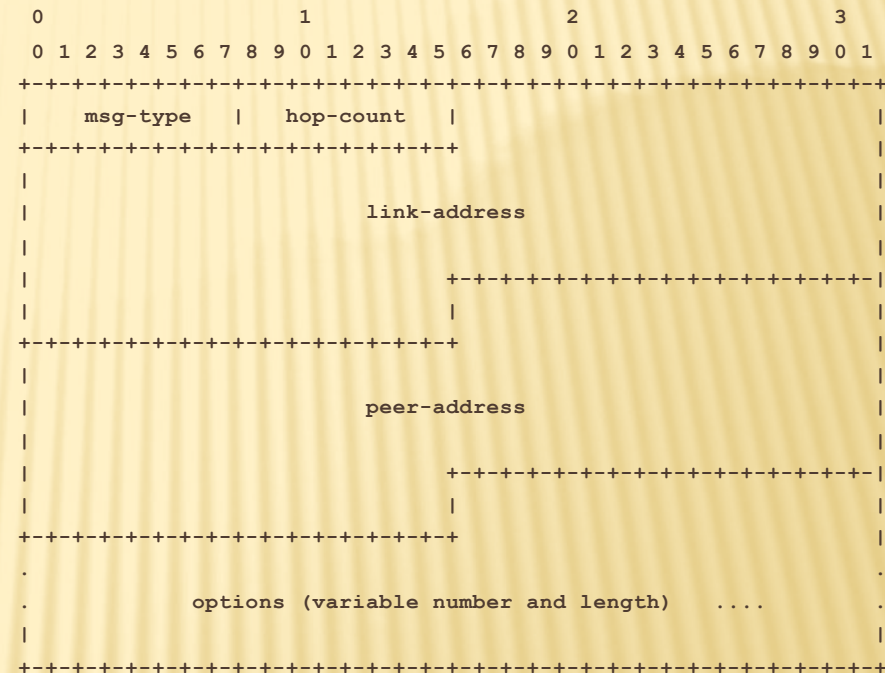 0                   1                   2                   3
 0 1 2 3 4 5 6 7 8 9 0 1 2 3 4 5 6 7 8 9 0 1 2 3 4 5 6 7 8 9 0 1
+-+-+-+-+-+-+-+-+-+-+-+-+-+-+-+-+-+-+-+-+-+-+-+-+-+-+-+-+-+-+-+-+
|    msg-type   |   hop-count   |                               |
+-+-+-+-+-+-+-+-+-+-+-+-+-+-+-+-+                               |
|                                                               |
|                         link-address                          |
|                                                               |
|                               +-+-+-+-+-+-+-+-+-+-+-+-+-+-+-+-|
|                               |                               |
+-+-+-+-+-+-+-+-+-+-+-+-+-+-+-+-+                               |
|                                                               |
|                         peer-address                          |
|                                                               |
|                               +-+-+-+-+-+-+-+-+-+-+-+-+-+-+-+-|
|                               |                               |
+-+-+-+-+-+-+-+-+-+-+-+-+-+-+-+-+                               |
.                                                               .
.            options (variable number and length)   ....        .
|                                                               |
+-+-+-+-+-+-+-+-+-+-+-+-+-+-+-+-+-+-+-+-+-+-+-+-+-+-+-+-+-+-+-+-+